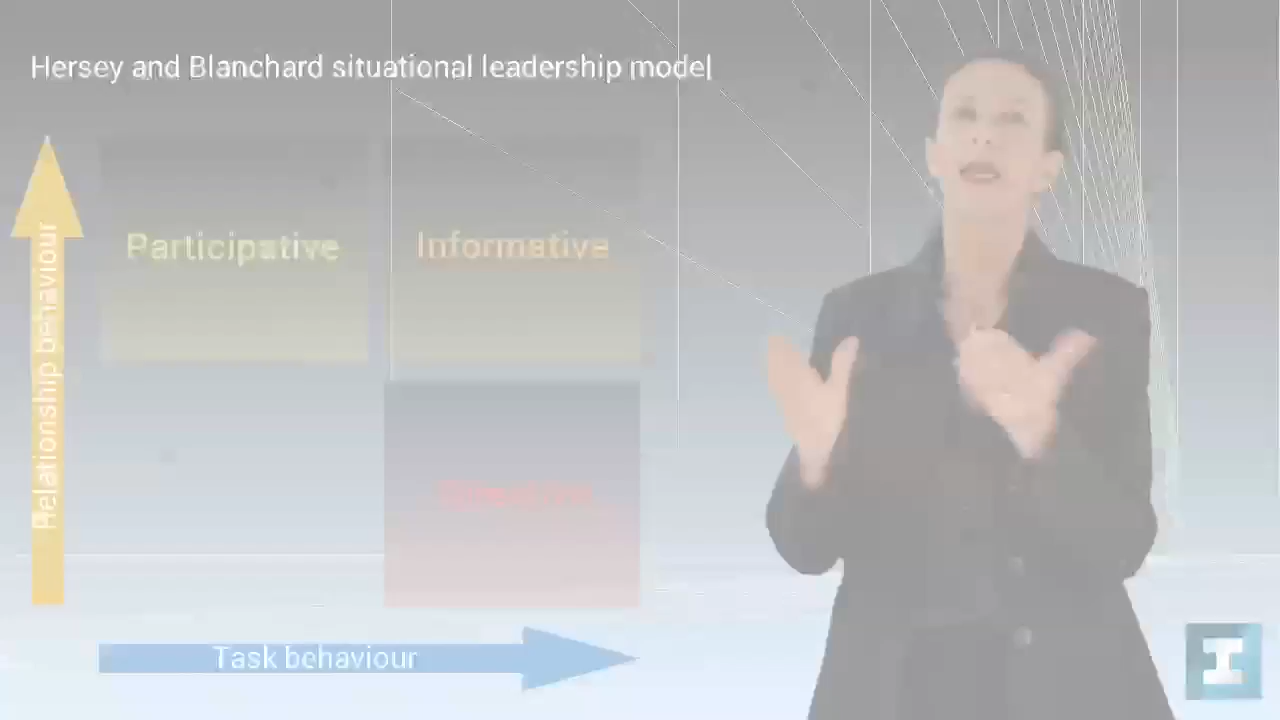 Hersey and Blanchard situational leadership model
Relationship behaviour
Participative
Informative
Task behaviour